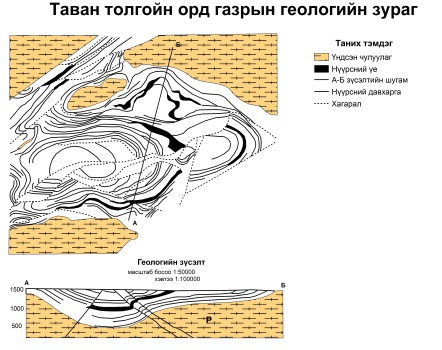 Таван толгойн орд газрын геологийн зураг
Б
Таних тэмдэг
Үндсэн чулуулаг
Нүүрсний үе
А-Б зүсэлтийн шугам
Нүүрсний давхарга
Хагарал
А
Геологийн зүсэлт
масштаб босоо 1:50000
хэвтээ 1:100000
А
Б
1500
1000
500
P